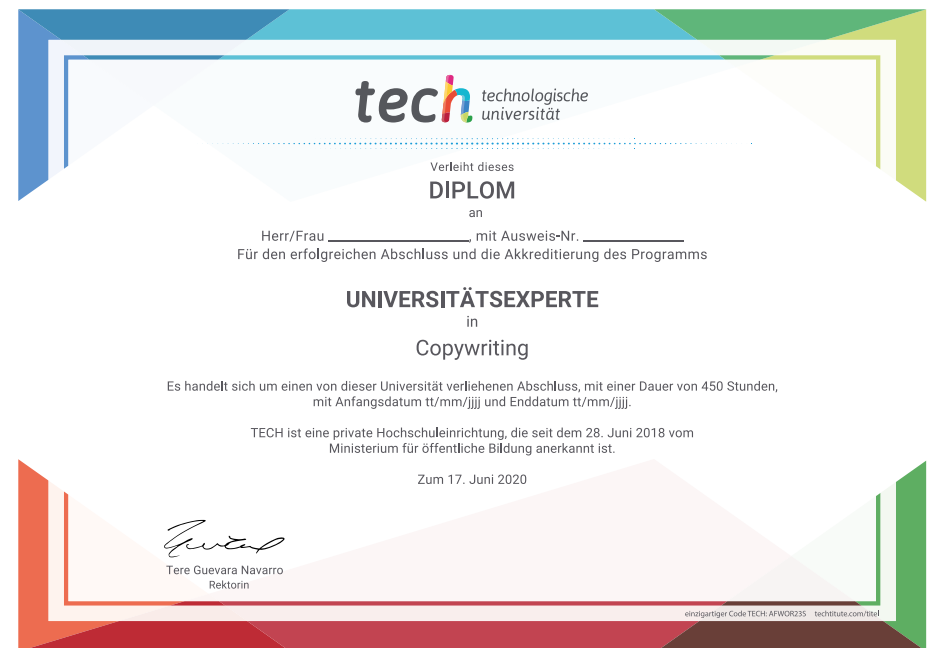 tech technologische
universität
Verleiht dieses
DIPLOM
an
Herr/Frau ____________________, mit Ausweis-Nr. ______________
Für den erfolgreichen Abschluss und die Akkreditierung des Programms
UNIVERSITÄTSEXPERTE
in
Copywriting
Es handelt sich um einen von dieser Universität verliehenen Abschluss, mit einer Dauer von 450 Stunden,
mit Anfangsdatum tt/mm/jjjj und Enddatum tt/mm/jjjj.
TECH ist eine private Hochschuleinrichtung, die seit dem 28. Juni 2018 vom
Ministerium für öffentliche Bildung anerkannt ist.
Zum 17. Juni 2020
Tere Guevara Navarro
Rektorin
einzigartiger Code TECH: AFWOR23S techtitute.com/titel